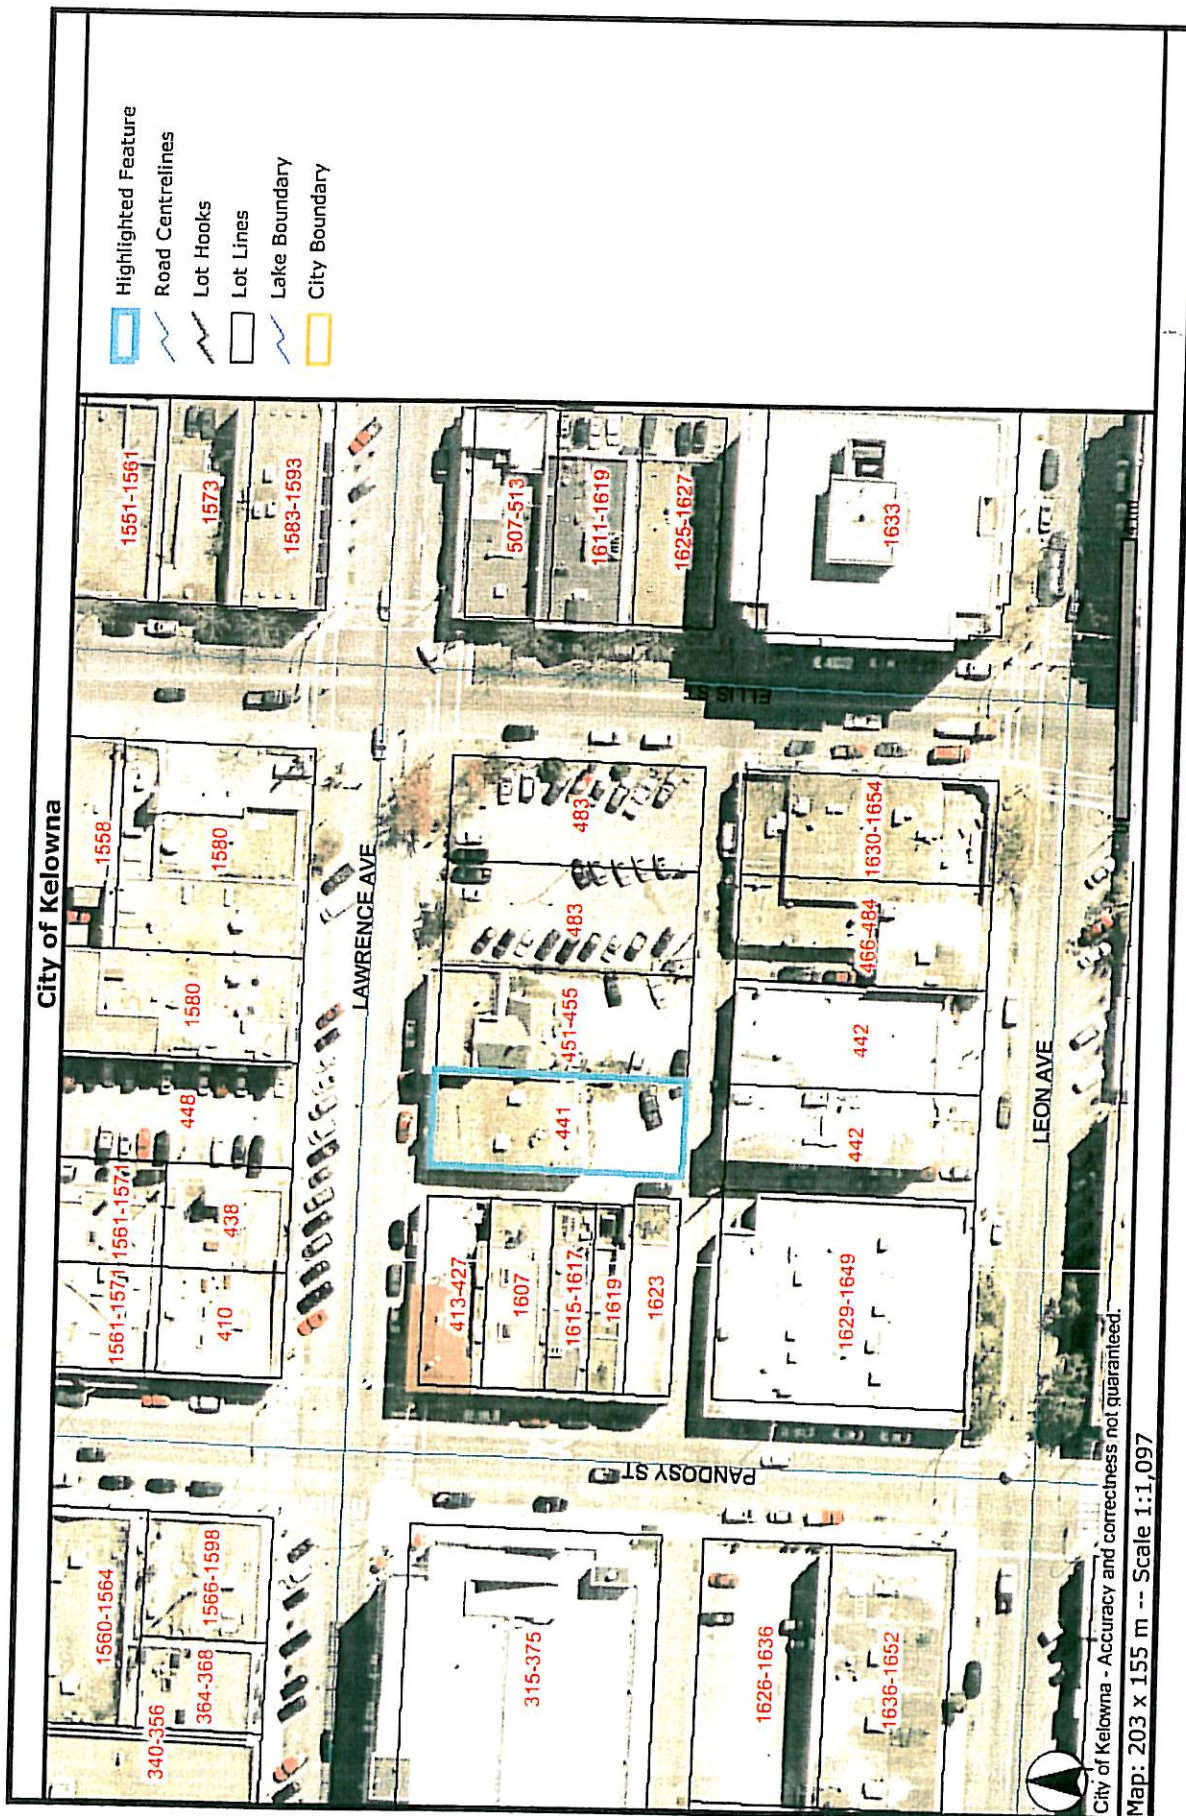 City of Kelowna
1551-1561
1573
1583-1593
1558
1580
1580
448
1561-1571
1561-1571
438
410
1560-1564
1566-1598
364-368
340-356
LAWRENCE AVE
507-513
1611-1619
1625-1627
1633
ELLIS ST
483
483
451-455
441
413-427
1607
1615-1617
1619
1623
1630-1654
466-484
442
442
1629-1649
PANDOSY ST
315-375
1626-1636
1636-1652
LEON AVE
Highlighted Feature
Road Centrelines
Lot Hooks
Lot Lines
Lake Boundary
City Boundary
City of Kelowna - Accuracy and correctness not guaranteed.
Map: 203 x 155 m -- Scale 1:1,097